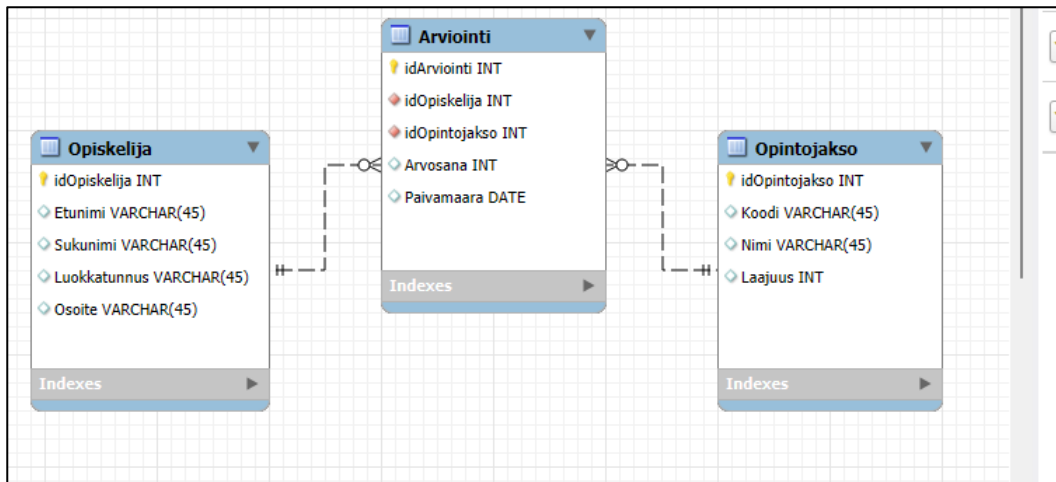 Arviointi
idArviointi INT
idOpiskelija INT
idOpintojakso INT
Arvosana INT
Paivamaara DATE
Indexes
Opiskelija
idOpiskelija INT
Etunimi VARCHAR(45)
Sukunimi VARCHAR(45)
Luokkatunnus VARCHAR(45)
Osoite VARCHAR(45)
Indexes
Opintojakso
idOpintojakso INT
Koodi VARCHAR(45)
Nimi VARCHAR(45)
Laajuus INT
Indexes